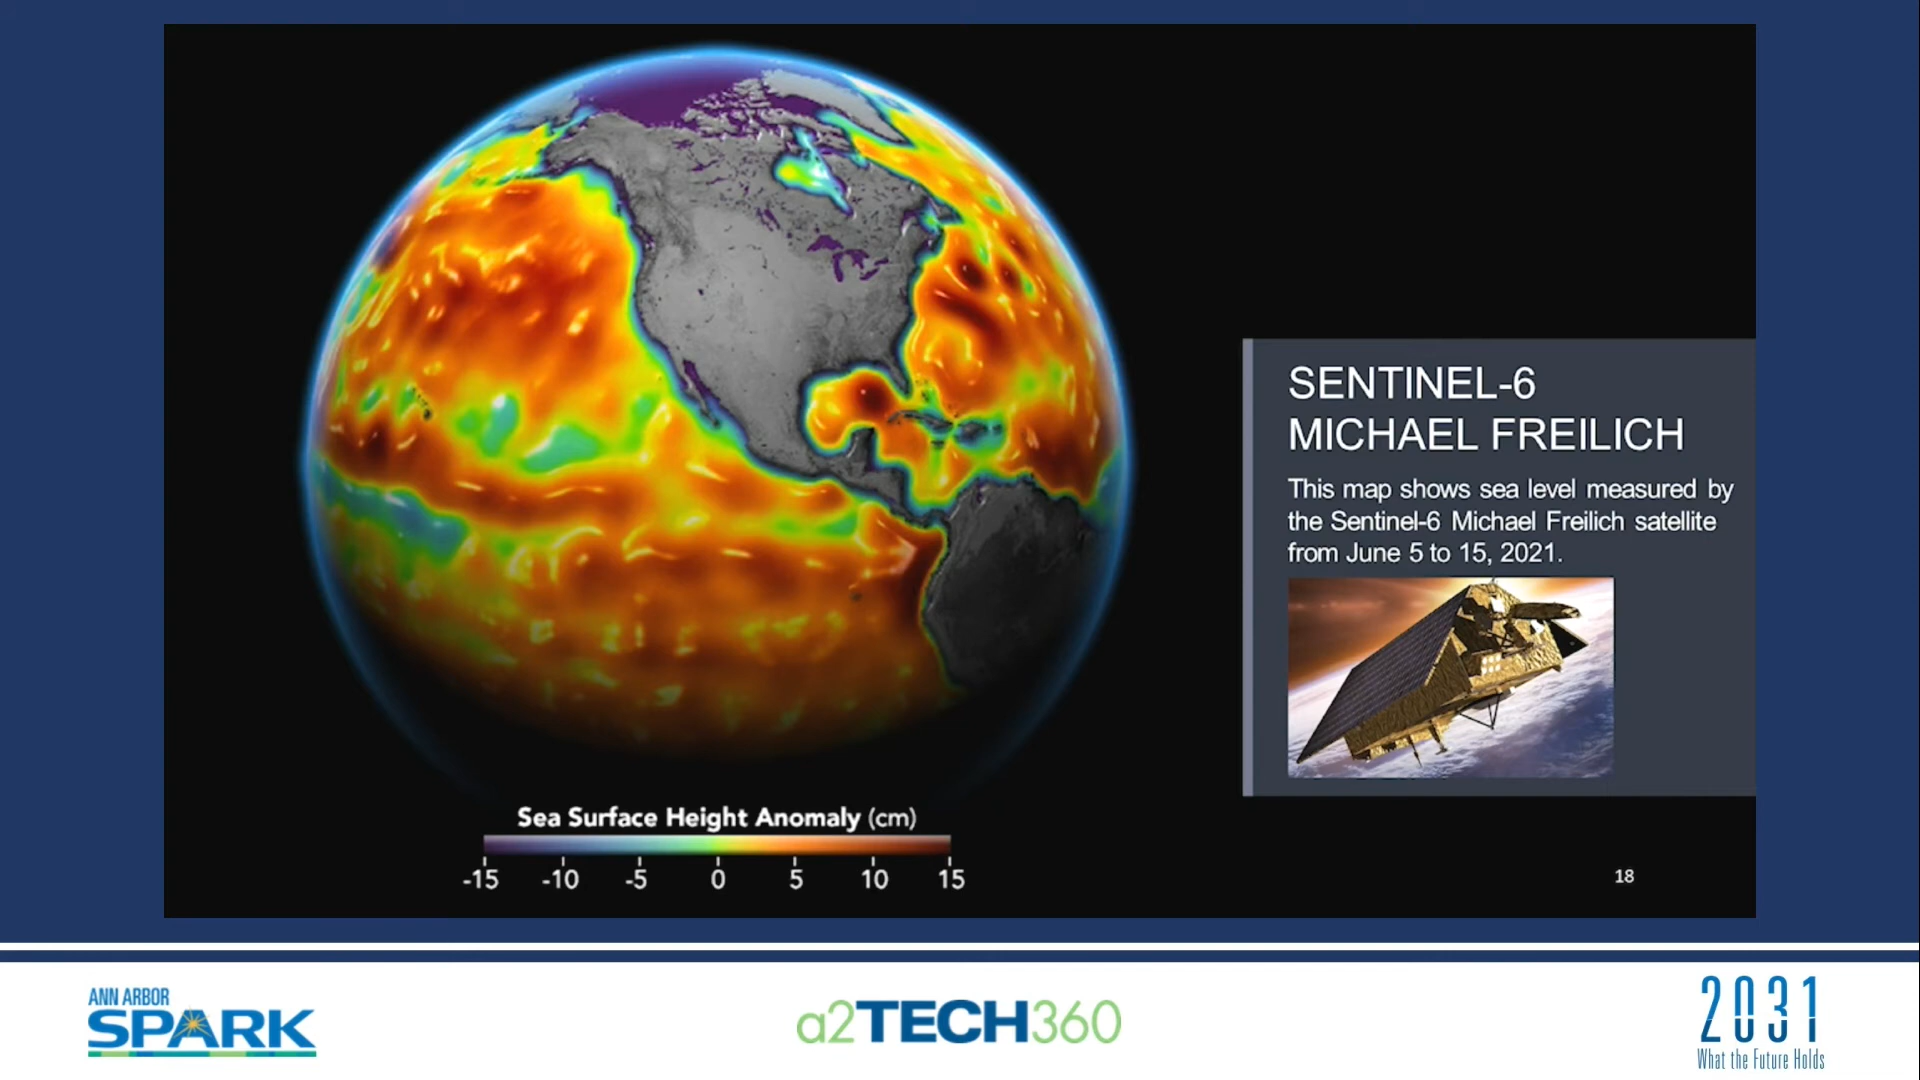 SENTINEL-6
MICHAEL FREILICH
This map shows sea level measured by
the Sentinel-6 Michael Freilich satellite
from June 5 to 15, 2021.
Sea Surface Height Anomaly (cm)
-15 -10 -5 0 5 10 15
18
ANN ARBOR
SPARK
a2TECH360
2031
What the Future Holds